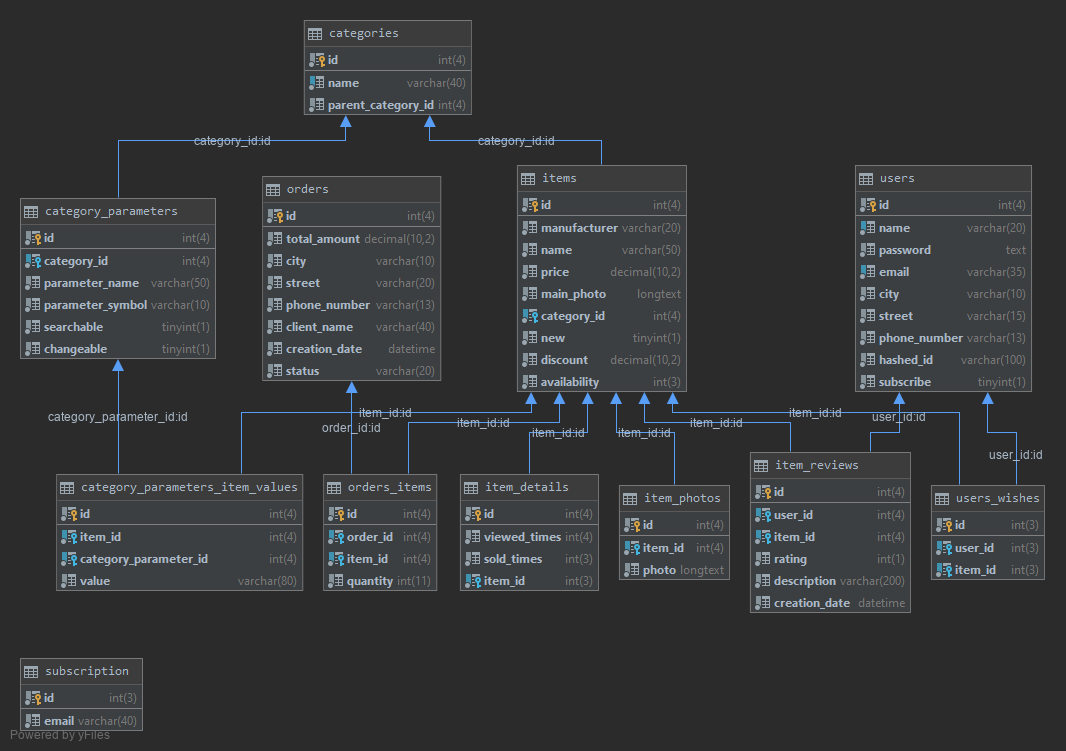 categories
id int(4)
name varchar(40)
parent_category_id int(4)
category_id:id
category_id:id
category_parameters
id int(4)
category_id int(4)
parameter_name varchar(50)
parameter_symbol varchar(10)
searchable tinyint(1)
changeable tinyint(1)
orders
id int(4)
total_amount decimal(10,2)
city varchar(10)
street varchar(20)
phone_number varchar(13)
client_name varchar(40)
creation_date datetime
status varchar(20)
items
id int(4)
manufacturer varchar(20)
name varchar(50)
price decimal(10,2)
main_photo longtext
category_id int(4)
new tinyint(1)
discount decimal(10,2)
availability int(3)
users
id int(4)
name varchar(20)
password text
email varchar(35)
city varchar(10)
street varchar(15)
phone_number varchar(13)
hashed_id varchar(100)
subscribe tinyint(1)
category_parameter_id:id
item_id:id
order_id:id
item_id:id
item_id:id
item_id:id
item_id:id
item_id:id
user_id:id
user_id:id
category_parameters_item_values
id int(4)
item_id int(4)
category_parameter_id int(4)
value varchar(80)
orders_items
id int(4)
order_id int(4)
item_id int(4)
quantity int(11)
item_details
id int(4)
viewed_times int(4)
sold_times int(3)
item_id int(3)
item_photos
id int(4)
item_id int(4)
photo longtext
item_reviews
id int(4)
user_id int(4)
item_id int(4)
rating int(1)
description varchar(200)
creation_date datetime
users_wishes
id int(3)
user_id int(3)
item_id int(3)
subscription
id int(3)
email varchar(40)
Powered by yFiles